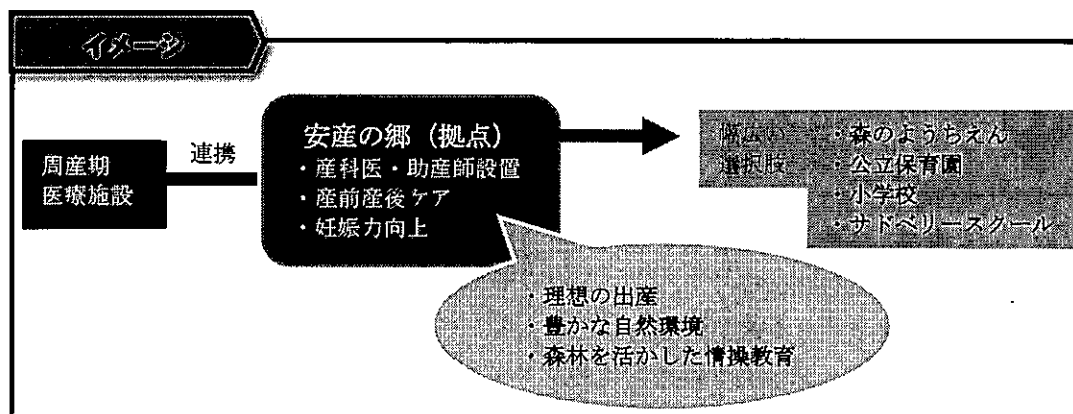 イメージ
周産期
医療施設
連携
安産の郷（拠点）
・産科医・助産師設置
・産前産後ケア
・妊娠力向上
幅広い
選択肢
・森のようちえん
・公立保育園
・小学校
・サドベリースクール
・理想の出産
・豊かな自然環境
・森林を活かした情操教育